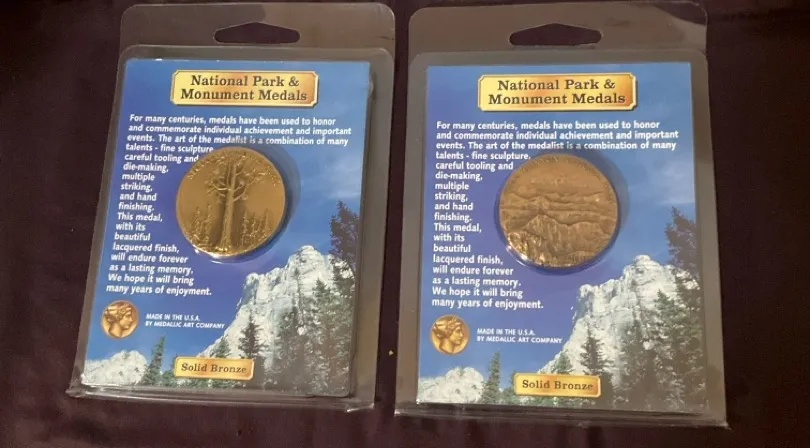 National Park &
Monument Medals
For many centuries, medals have been used to honor
and commemorate individual achievement and important
events. The art of the medalist is a combination of many
talents - fine sculpture,
careful tooling and
die-making,
multiple
striking,
and hand
finishing.
This medal,
with its
beautiful
lacquered finish,
will endure forever
as a lasting memory.
We hope it will bring
many years of enjoyment.
MADE IN THE U.S.A.
BY MEDALLIC ART COMPANY
Solid Bronze
National Park &
Monument Medals
For many centuries, medals have been used to honor
and commemorate individual achievement and important
events. The art of the medalist is a combination of many
talents - fine sculpture,
careful tooling and
die-making,
multiple
striking,
and hand
finishing.
This medal,
with its
beautiful
lacquered finish,
will endure forever
as a lasting memory.
We hope it will bring
many years of enjoyment.
MADE IN THE U.S.A.
BY MEDALLIC ART COMPANY
Solid Bronze